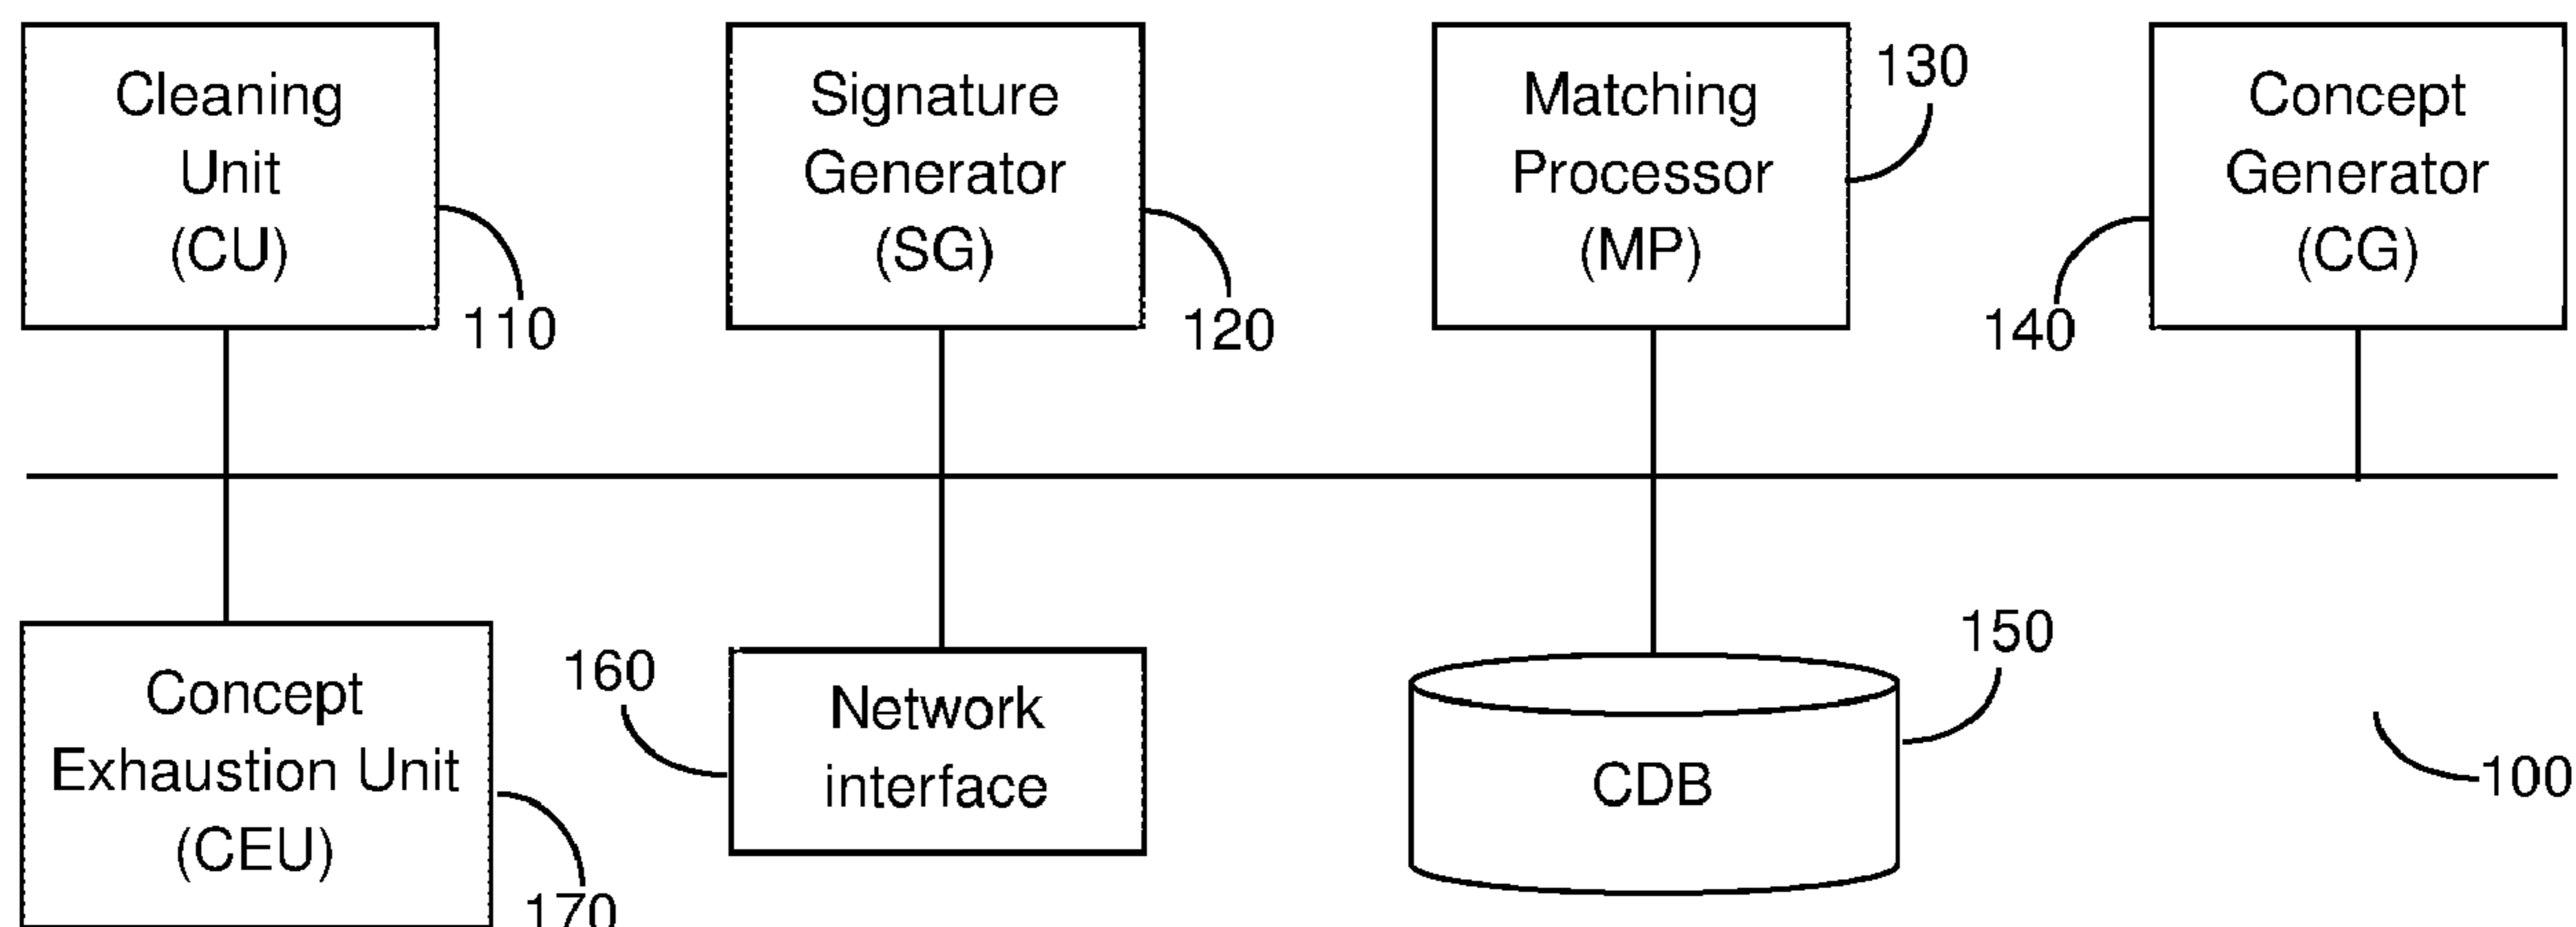 Cleaning
Unit
(CU)
110
Signature
Generator
(SG)
120
Matching
Processor
(MP)
130
Concept
Generator
(CG)
140
Concept
Exhaustion Unit
(CEU)
170
160
Network
interface
150
CDB
100